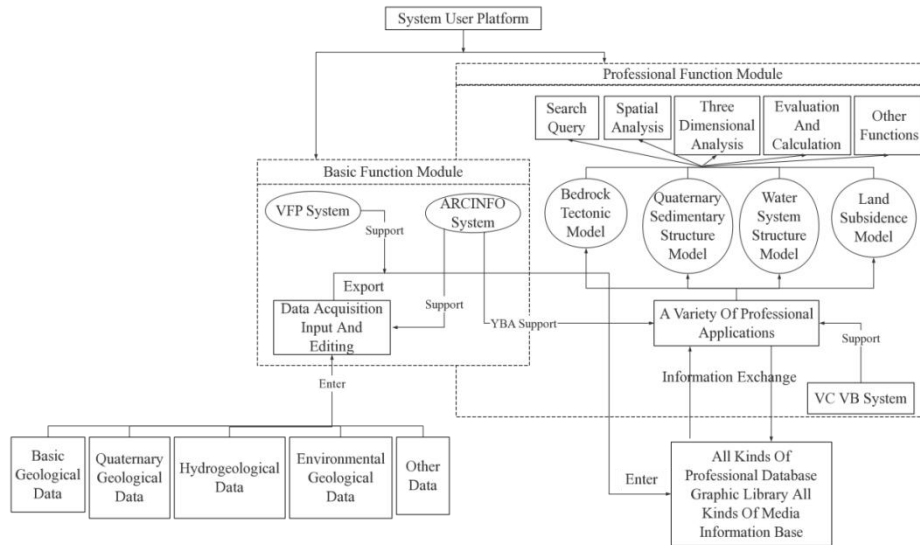 System User Platform
Professional Function Module
Search
Query
Spatial
Analysis
Three
Dimensional
Analysis
Evaluation
And
Calculation
Other
Functions
Basic Function Module
VFP System
ARCINFO
System
Support
Bedrock
Tectonic
Model
Quaternary
Sedimentary
Structure Model
Water
System
Structure
Model
Land
Subsidence
Model
Export
Data Acquisition
Input And
Editing
Support
YBA Support
A Variety Of Professional
Applications
Support
Enter
Information Exchange
VC VB System
Basic
Geological
Data
Quaternary
Geological
Data
Hydrogeological
Data
Environmental
Geological
Data
Other
Data
Enter
All Kinds Of
Professional Database
Graphic Library All
Kinds Of Media
Information Base